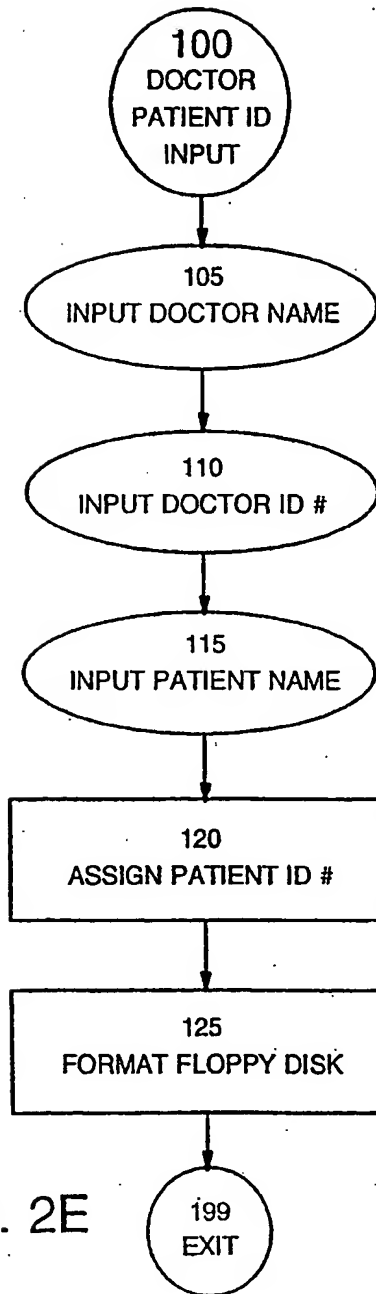 100
DOCTOR
PATIENT ID
INPUT
105
INPUT DOCTOR NAME
110
INPUT DOCTOR ID #
115
INPUT PATIENT NAME
120
ASSIGN PATIENT ID #
125
FORMAT FLOPPY DISK
199
EXIT
. 2E